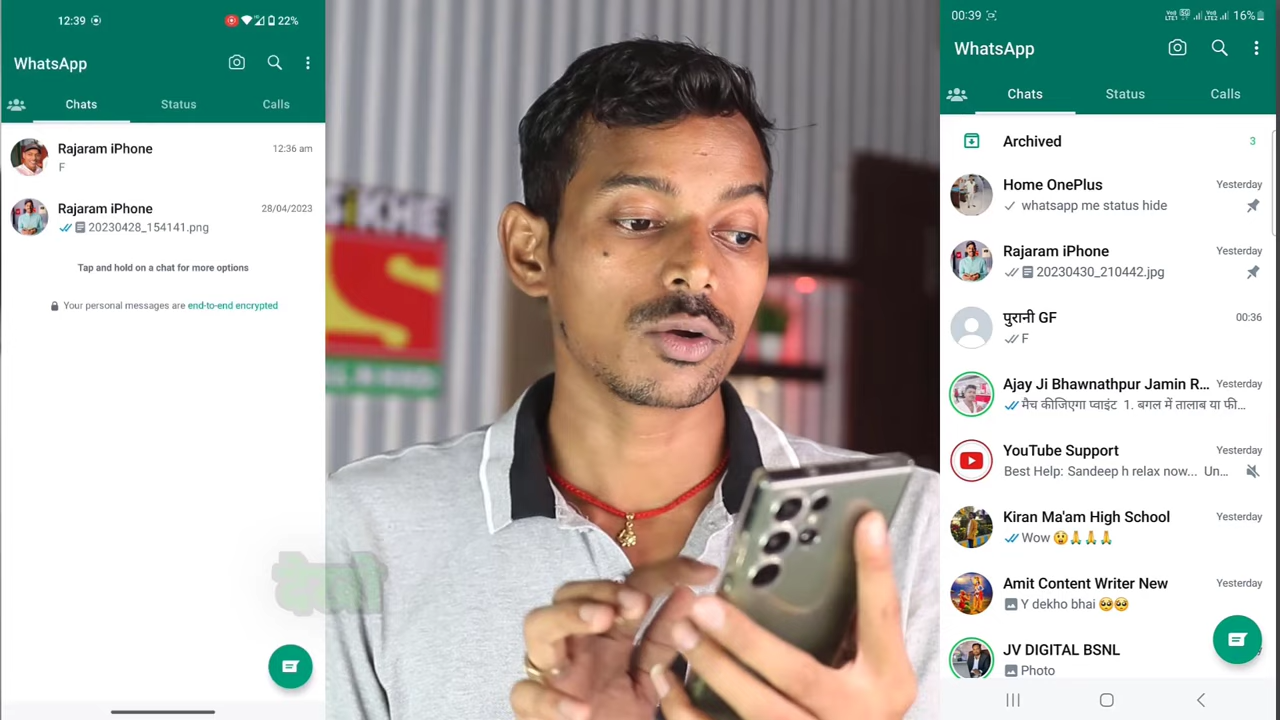 12:39
22%
WhatsApp
Chats
Status
Calls
Rajaram iPhone
12:36 am
F
Rajaram iPhone
28/04/2023
20230428_154141.png
Tap and hold on a chat for more options
Your personal messages are end-to-end encrypted
KHE
00:39
VoLTE1 5G VoLTE2 16%
WhatsApp
Chats
Status
Calls
Archived
3
Home OnePlus
Yesterday
whatsapp me status hide
Rajaram iPhone
Yesterday
20230430_210442.jpg
पुरानी GF
00:36
F
Ajay Ji Bhawnathpur Jamin R...
Yesterday
मैच कीजिएगा प्वाइंट 1. बगल में तालाब या फी...
YouTube Support
Yesterday
Best Help: Sandeep h relax now... Un...
Kiran Ma'am High School
Yesterday
Wow 😲🙏🙏🙏
Amit Content Writer New
Yesterday
Y dekho bhai 🥺🥺
JV DIGITAL BSNL
Photo